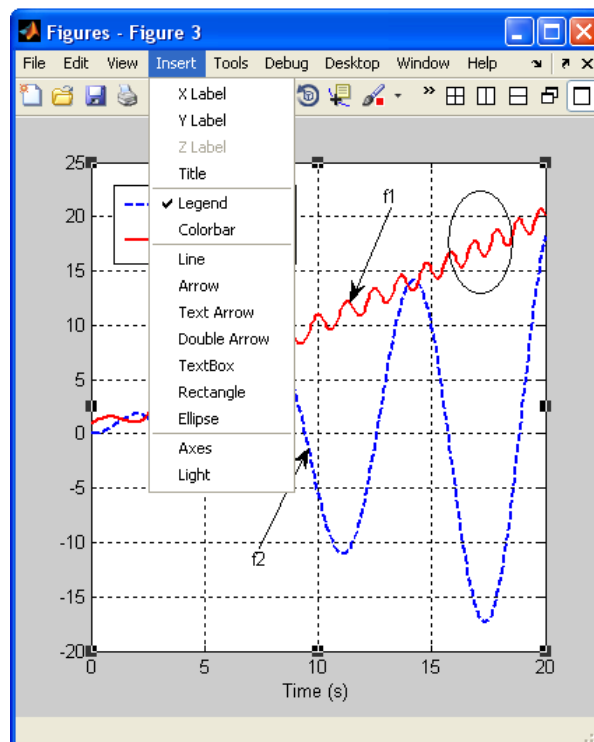 Figures - Figure 3
File Edit View Insert Tools Debug Desktop Window Help
X Label
Y Label
Z Label
Title
Legend
Colorbar
Line
Arrow
Text Arrow
Double Arrow
TextBox
Rectangle
Ellipse
Axes
Light
25
20
15
10
5
0
-5
-10
-15
-20
f1
f2
0 5 10 15 20
Time (s)